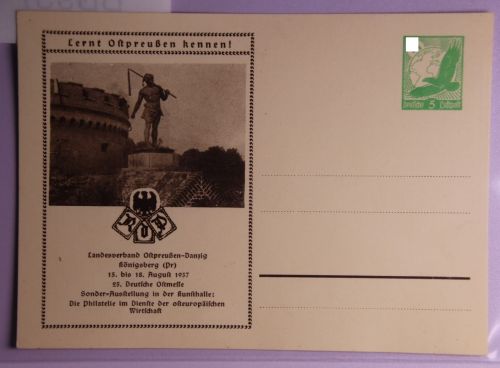 Lernt Ostpreußen kennen!
5
Deutsche Luftpost
Landesverband Ostpreußen-Danzig
Königsberg (Pr)
15. bis 18. August 1937
25. Deutsche Ostmesse
Sonder-Ausstellung in der Kunsthalle:
Die Philatelie im Dienste der osteuropäischen
Wirtschaft